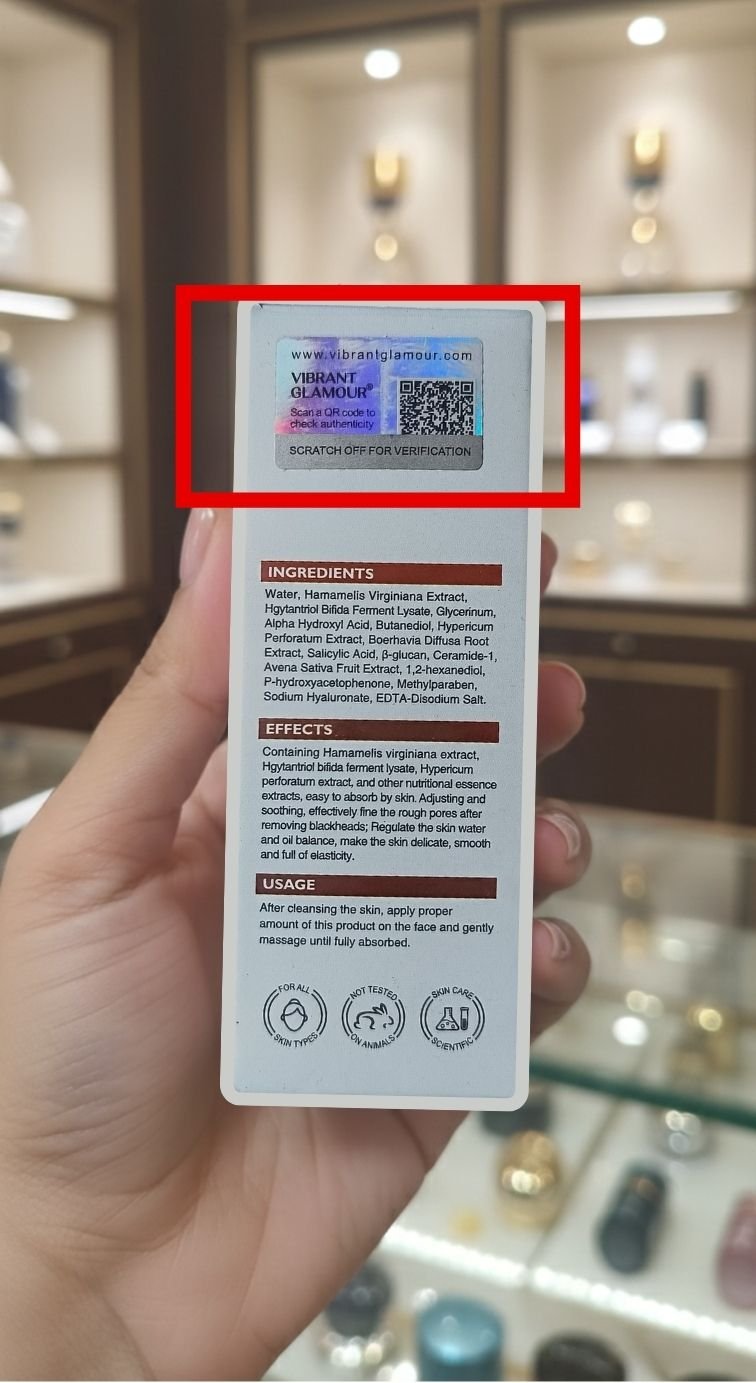 www.vibrantglamour.com
VIBRANT
GLAMOUR®
Scan a QR code to
check authenticity
SCRATCH OFF FOR VERIFICATION
INGREDIENTS
Water, Hamamelis Virginiana Extract,
Hgytantriol Bifida Ferment Lysate, Glycerinum,
Alpha Hydroxyl Acid, Butanediol, Hypericum
Perforatum Extract, Boerhavia Diffusa Root
Extract, Salicylic Acid, β-glucan, Ceramide-1,
Avena Sativa Fruit Extract, 1,2-hexanediol,
P-hydroxyacetophenone, Methylparaben,
Sodium Hyaluronate, EDTA-Disodium Salt.
EFFECTS
Containing Hamamelis virginiana extract,
Hgytantriol bifida ferment lysate, Hypericum
perforatum extract, and other nutritional essence
extracts, easy to absorb by skin. Adjusting and
soothing, effectively fine the rough pores after
removing blackheads; Regulate the skin water
and oil balance, make the skin delicate, smooth
and full of elasticity.
USAGE
After cleansing the skin, apply proper
amount of this product on the face and gently
massage until fully absorbed.
FOR ALL
SKIN TYPES
NOT TESTED
ON ANIMALS
SKIN CARE
SCIENTIFIC